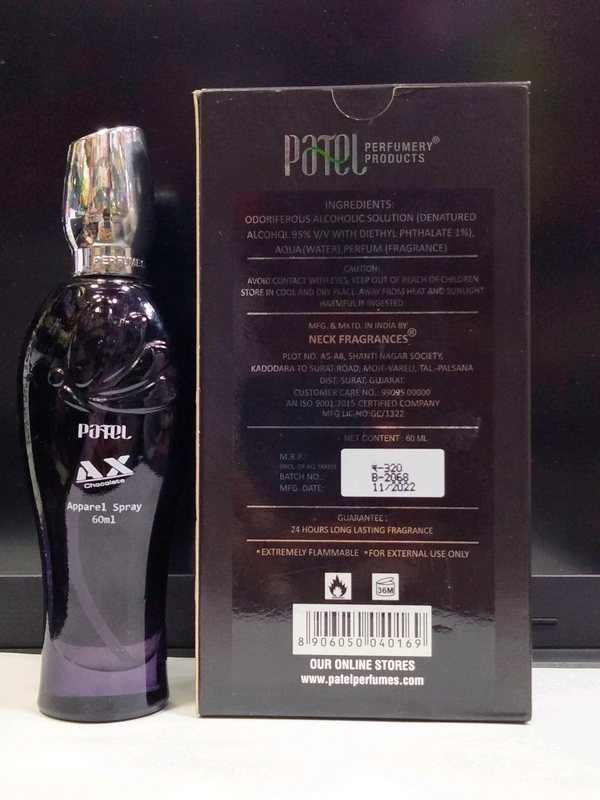 PERFUMES
PATEL
AX
Chocolate
Apparel Spray
60ml
PATEL PERFUMERY®
PRODUCTS
INGREDIENTS:
ODORIFEROUS ALCOHOLIC SOLUTION (DENATURED
ALCOHOL 95% V/V WITH DIETHYL PHTHALATE 1%),
AQUA(WATER) PERFUM (FRAGRANCE)
CAUTION:
AVOID CONTACT WITH EYES, KEEP OUT OF REACH OF CHILDREN
STORE IN COOL AND DRY PLACE, AWAY FROM HEAT AND SUNLIGHT
HARMFUL IF INGESTED
MFG. & MKTD. IN INDIA BY
NECK FRAGRANCES®
PLOT NO. A5-A8, SHANTI NAGAR SOCIETY,
KADODARA TO SURAT ROAD, MOJE-VARELI, TAL.-PALSANA
DIST. SURAT, GUJARAT.
CUSTOMER CARE NO.: 99095 00000
AN ISO 9001:2015 CERTIFIED COMPANY
MFG LIC NO:GC/1322
NET CONTENT : 60 ML
M.R.P.: ₹-320
(INCL. OF ALL TAXES)
BATCH NO.: B-2068
MFG. DATE: 11/2022
GUARANTEE :
24 HOURS LONG LASTING FRAGRANCE
•EXTREMELY FLAMMABLE •FOR EXTERNAL USE ONLY
36M
8 906050 040169
OUR ONLINE STORES
www.patelperfumes.com